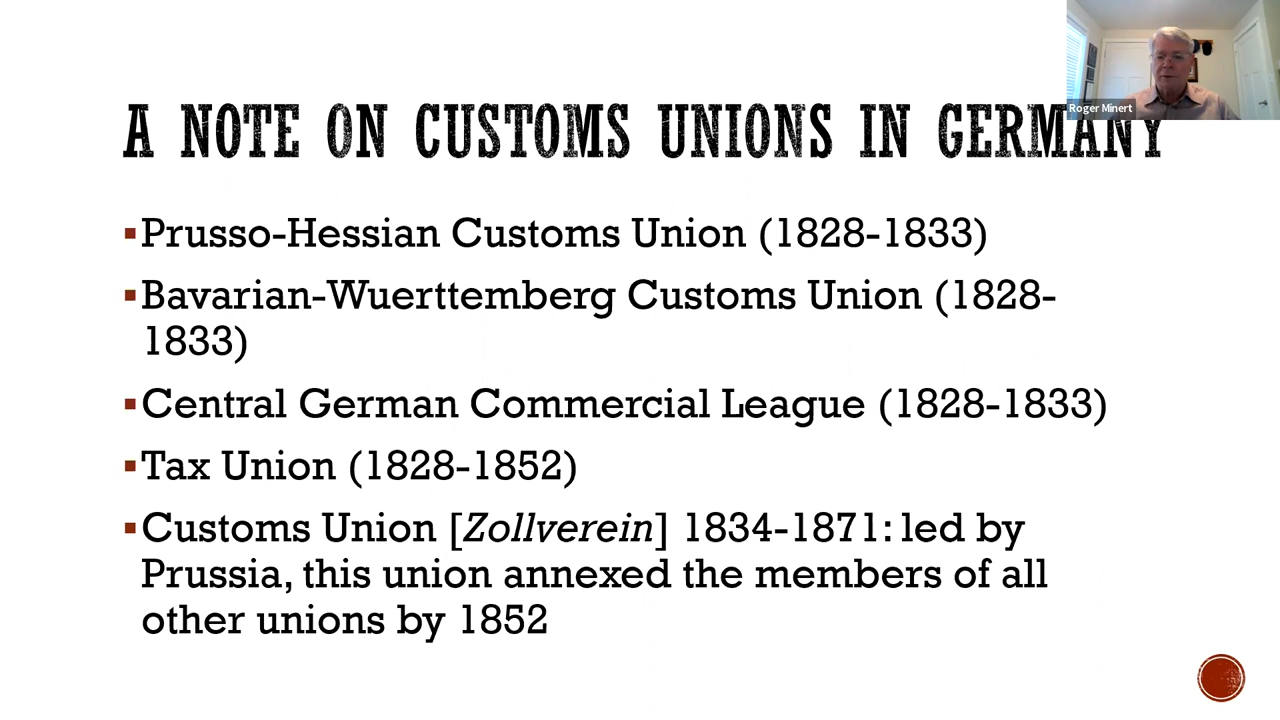 Roger Minert
A NOTE ON CUSTOMS UNIONS IN GERMANY
▪Prusso-Hessian Customs Union (1828-1833)
▪Bavarian-Wuerttemberg Customs Union (1828-
1833)
▪Central German Commercial League (1828-1833)
▪Tax Union (1828-1852)
▪Customs Union [Zollverein] 1834-1871: led by
Prussia, this union annexed the members of all
other unions by 1852